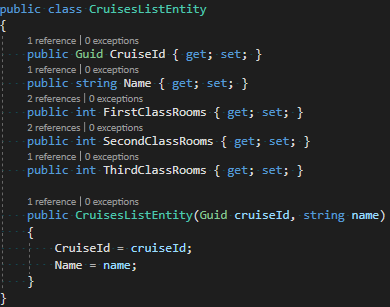 public class CruisesListEntity
{
1 reference | 0 exceptions
public Guid CruiseId { get; set; }
1 reference | 0 exceptions
public string Name { get; set; }
2 references | 0 exceptions
public int FirstClassRooms { get; set; }
2 references | 0 exceptions
public int SecondClassRooms { get; set; }
1 reference | 0 exceptions
public int ThirdClassRooms { get; set; }
1 reference | 0 exceptions
public CruisesListEntity(Guid cruiseId, string name)
{
CruiseId = cruiseId;
Name = name;
}
}